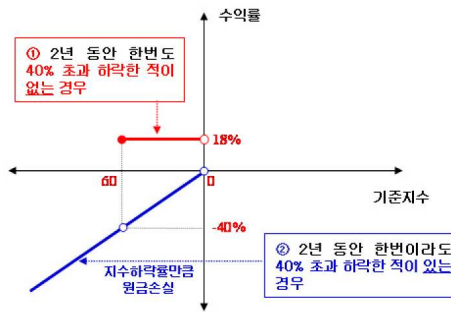 수익률
① 2년 동안 한번도
40% 초과 하락한 적이
없는 경우
18%
60
0
기준지수
-40%
② 2년 동안 한번이라도
40% 초과 하락한 적이 있는
경우
지수하락률만큼
원금손실